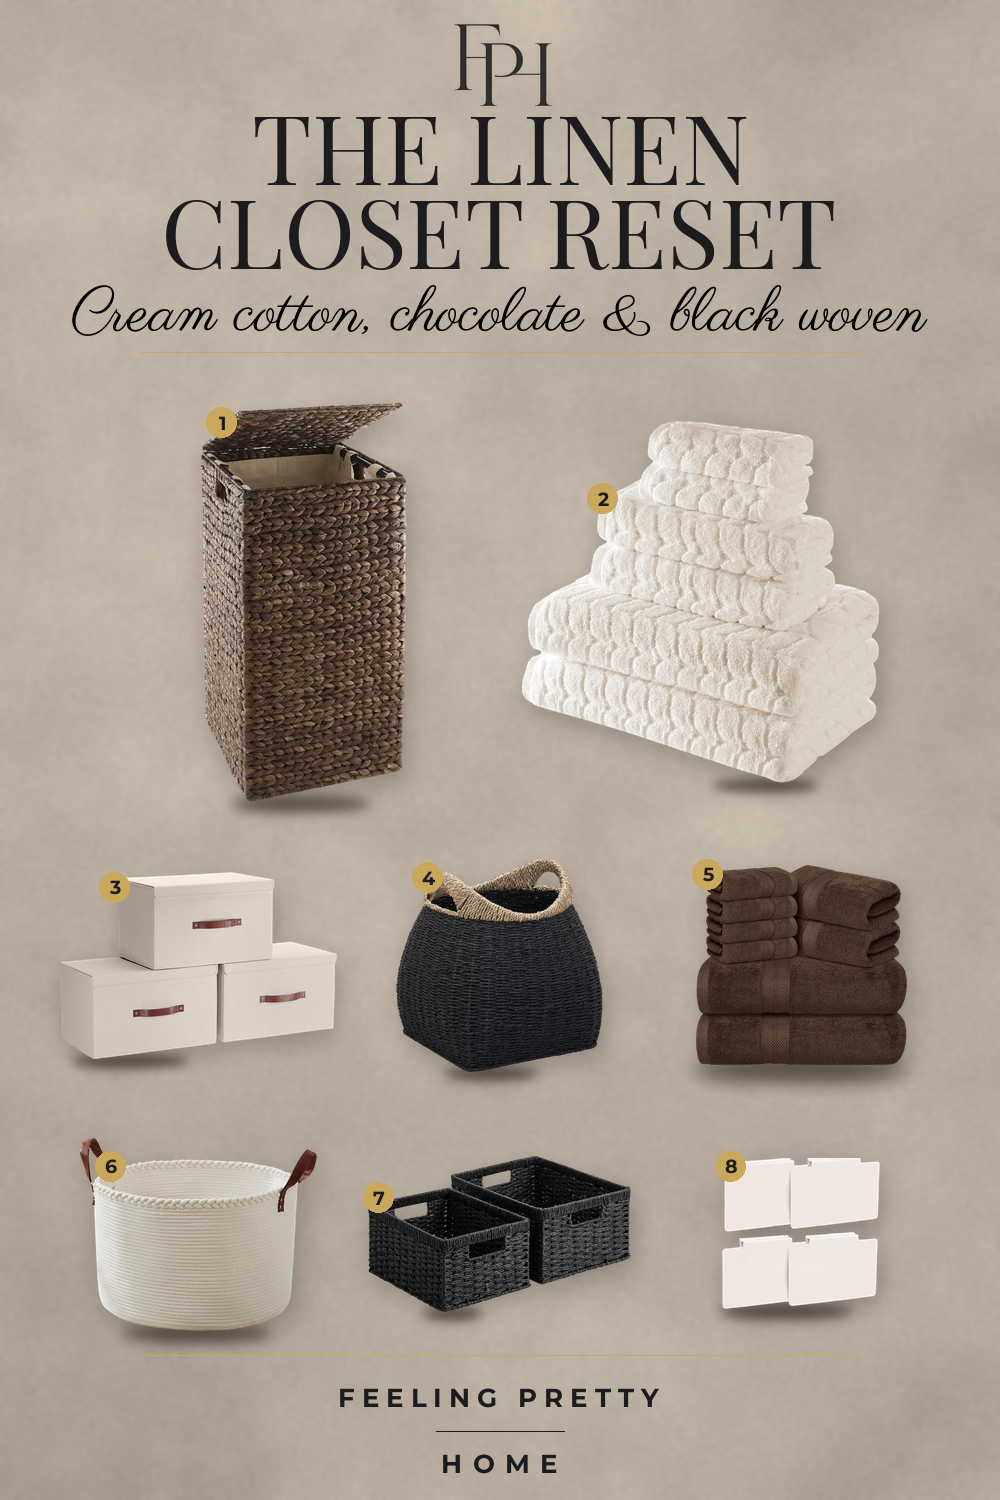 FPH
THE LINEN
CLOSET RESET
Cream cotton, chocolate & black woven
1
2
3
4
5
6
7
8
FEELING PRETTY
HOME